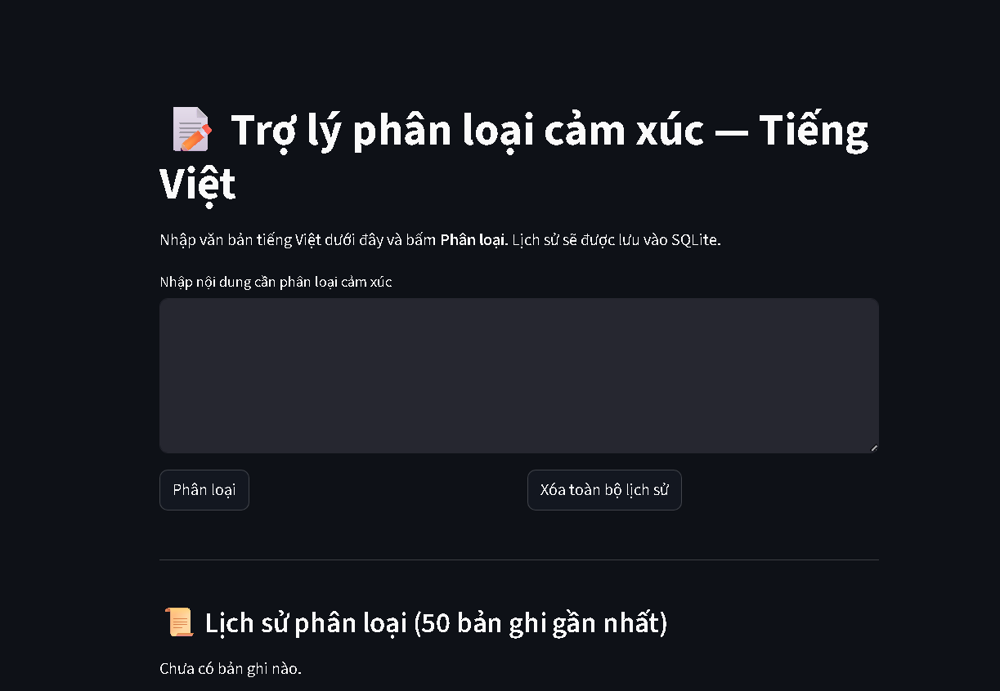 Trợ lý phân loại cảm xúc — Tiếng
Việt
Nhập văn bản tiếng Việt dưới đây và bấm Phân loại. Lịch sử sẽ được lưu vào SQLite.
Nhập nội dung cần phân loại cảm xúc
Phân loại
Xóa toàn bộ lịch sử
Lịch sử phân loại (50 bản ghi gần nhất)
Chưa có bản ghi nào.